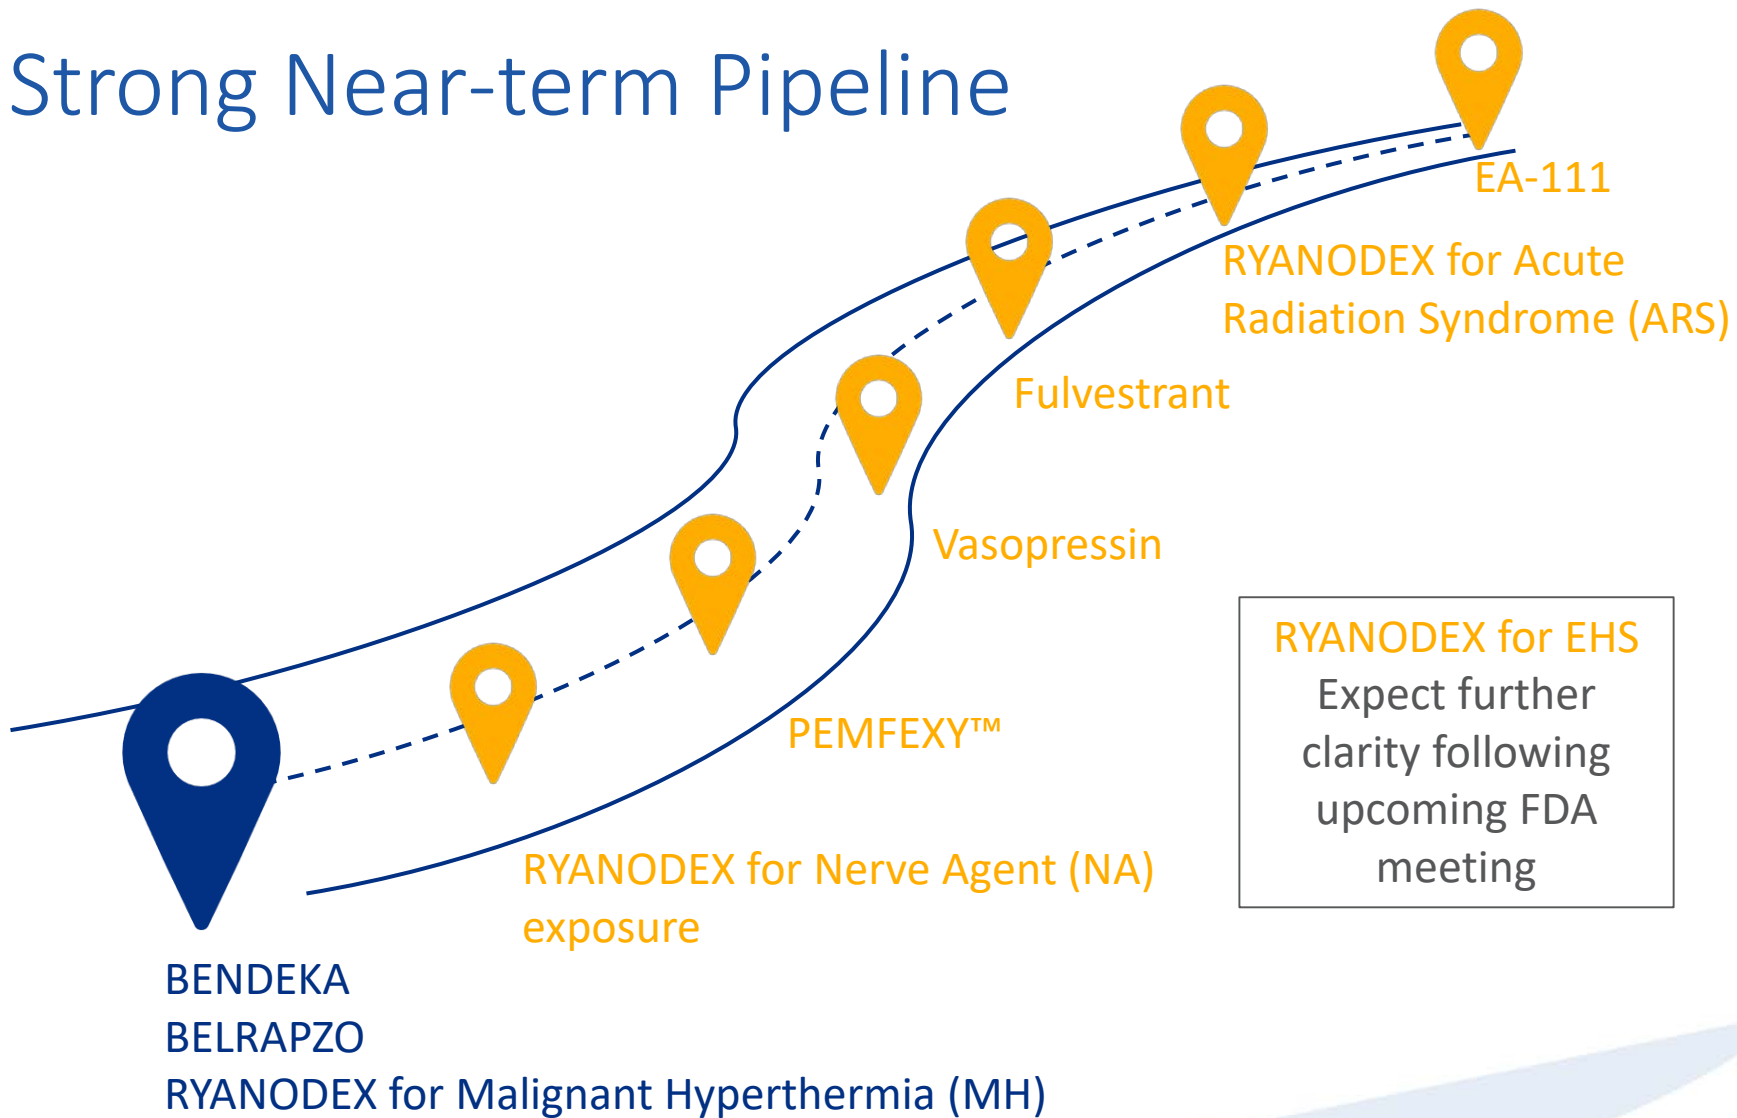 Strong Near-term Pipeline
EA-111
RYANODEX for Acute
Radiation Syndrome (ARS)
Fulvestrant
Vasopressin
PEMFEXY™
RYANODEX for Nerve Agent (NA)
exposure
BENDEKA
BELRAPZO
RYANODEX for Malignant Hyperthermia (MH)
RYANODEX for EHS
Expect further
clarity following
upcoming FDA
meeting